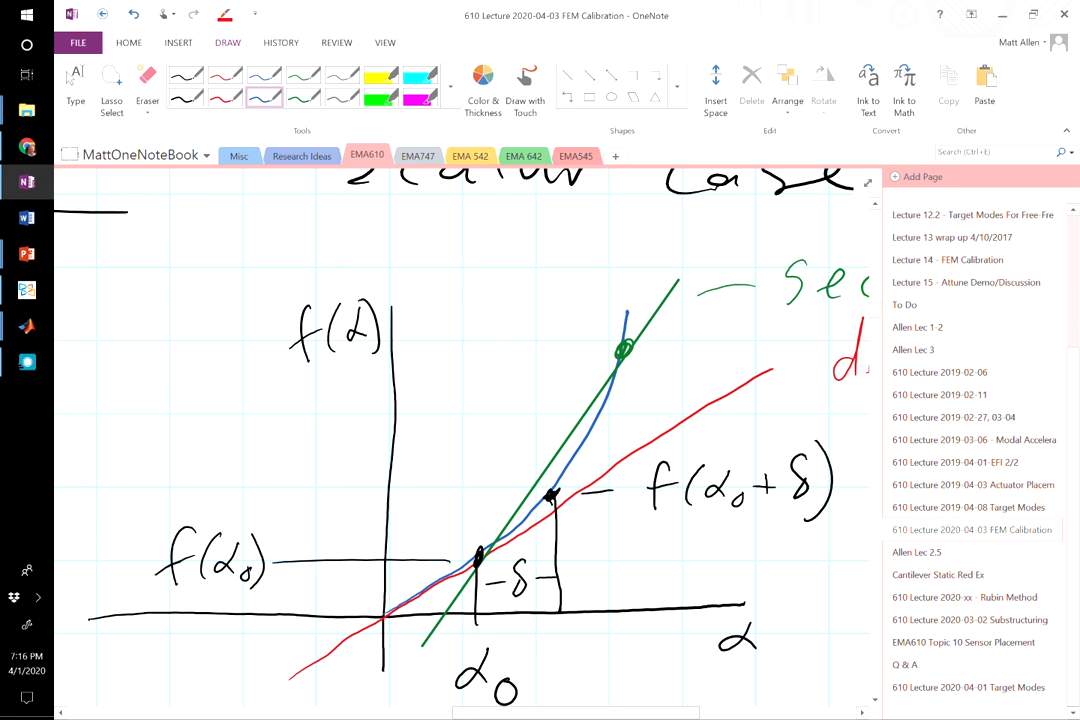 610 Lecture 2020-04-03 FEM Calibration - OneNote
?
FILE
HOME
INSERT
DRAW
HISTORY
REVIEW
VIEW
Matt Allen
Type
Lasso
Select
Eraser
Color &
Thickness
Draw with
Touch
Insert
Space
Delete
Arrange
Rotate
Ink to
Text
Ink to
Math
Copy
Paste
Tools
Shapes
Edit
Convert
Other
MattOneNoteBook
Misc
Research Ideas
EMA610
EMA747
EMA 542
EMA 642
EMA545
Search (Ctrl+E)
Add Page
Lecture 12.2 - Target Modes For Free-Fre
Lecture 13 wrap up 4/10/2017
Lecture 14 - FEM Calibration
Lecture 15 - Attune Demo/Discussion
To Do
Allen Lec 1-2
Allen Lec 3
610 Lecture 2019-02-06
610 Lecture 2019-02-11
610 Lecture 2019-02-27, 03-04
610 Lecture 2019-03-06 - Modal Accelera
610 Lecture 2019-04-01-EFI 2/2
610 Lecture 2019-04-03 Actuator Placem
610 Lecture 2019-04-08 Target Modes
610 Lecture 2020-04-03 FEM Calibration
Allen Lec 2.5
Cantilever Static Red Ex
610 Lecture 2020-xx - Rubin Method
610 Lecture 2020-03-02 Substructuring
EMA610 Topic 10 Sensor Placement
Q & A
610 Lecture 2020-04-01 Target Modes
Sec
f(α)
d
f(α₀+δ)
f(α₀)
δ
α
α₀
7:16 PM
4/1/2020